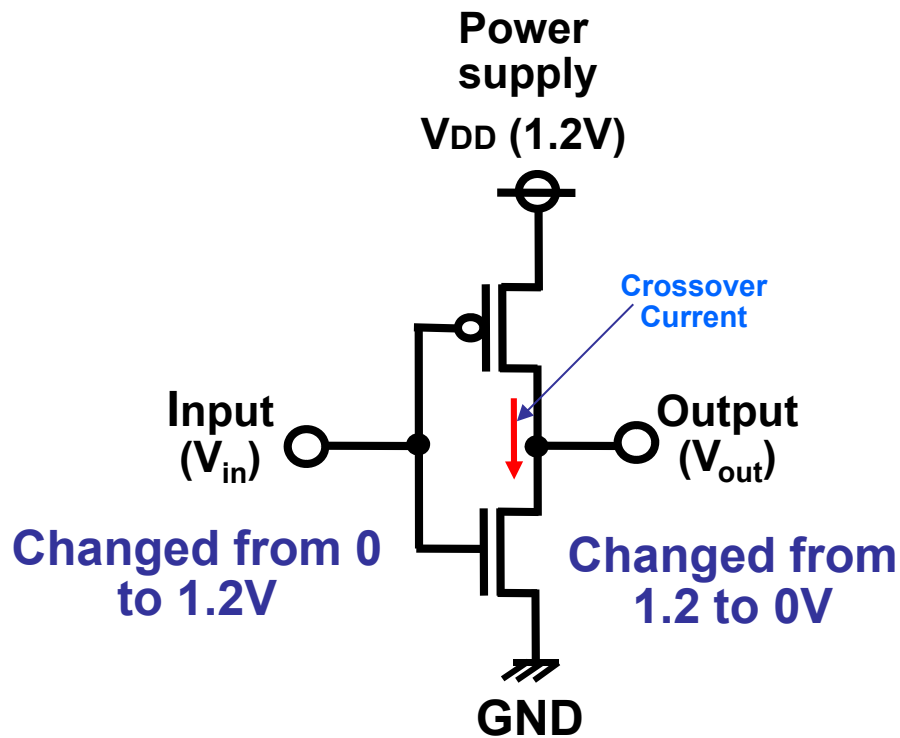 Power
supply
VDD (1.2V)
Crossover
Current
Input
(Vin)
Output
(Vout)
Changed from 0
to 1.2V
Changed from
1.2 to 0V
GND